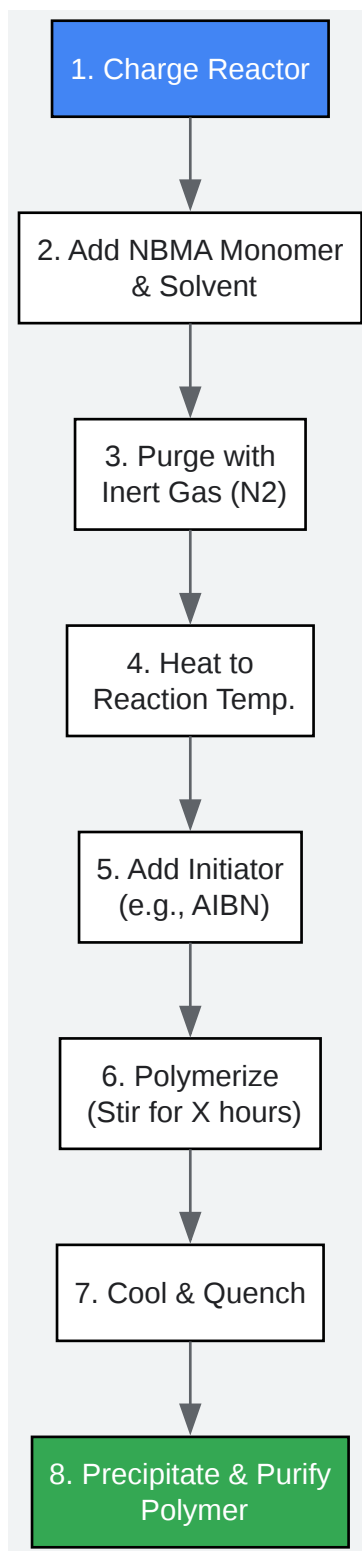 1. Charge Reactor
2. Add NBMA Monomer
& Solvent
3. Purge with
Inert Gas (N2)
4. Heat to
Reaction Temp.
5. Add Initiator
(e.g., AIBN)
6. Polymerize
(Stir for X hours)
7. Cool & Quench
8. Precipitate & Purify
Polymer